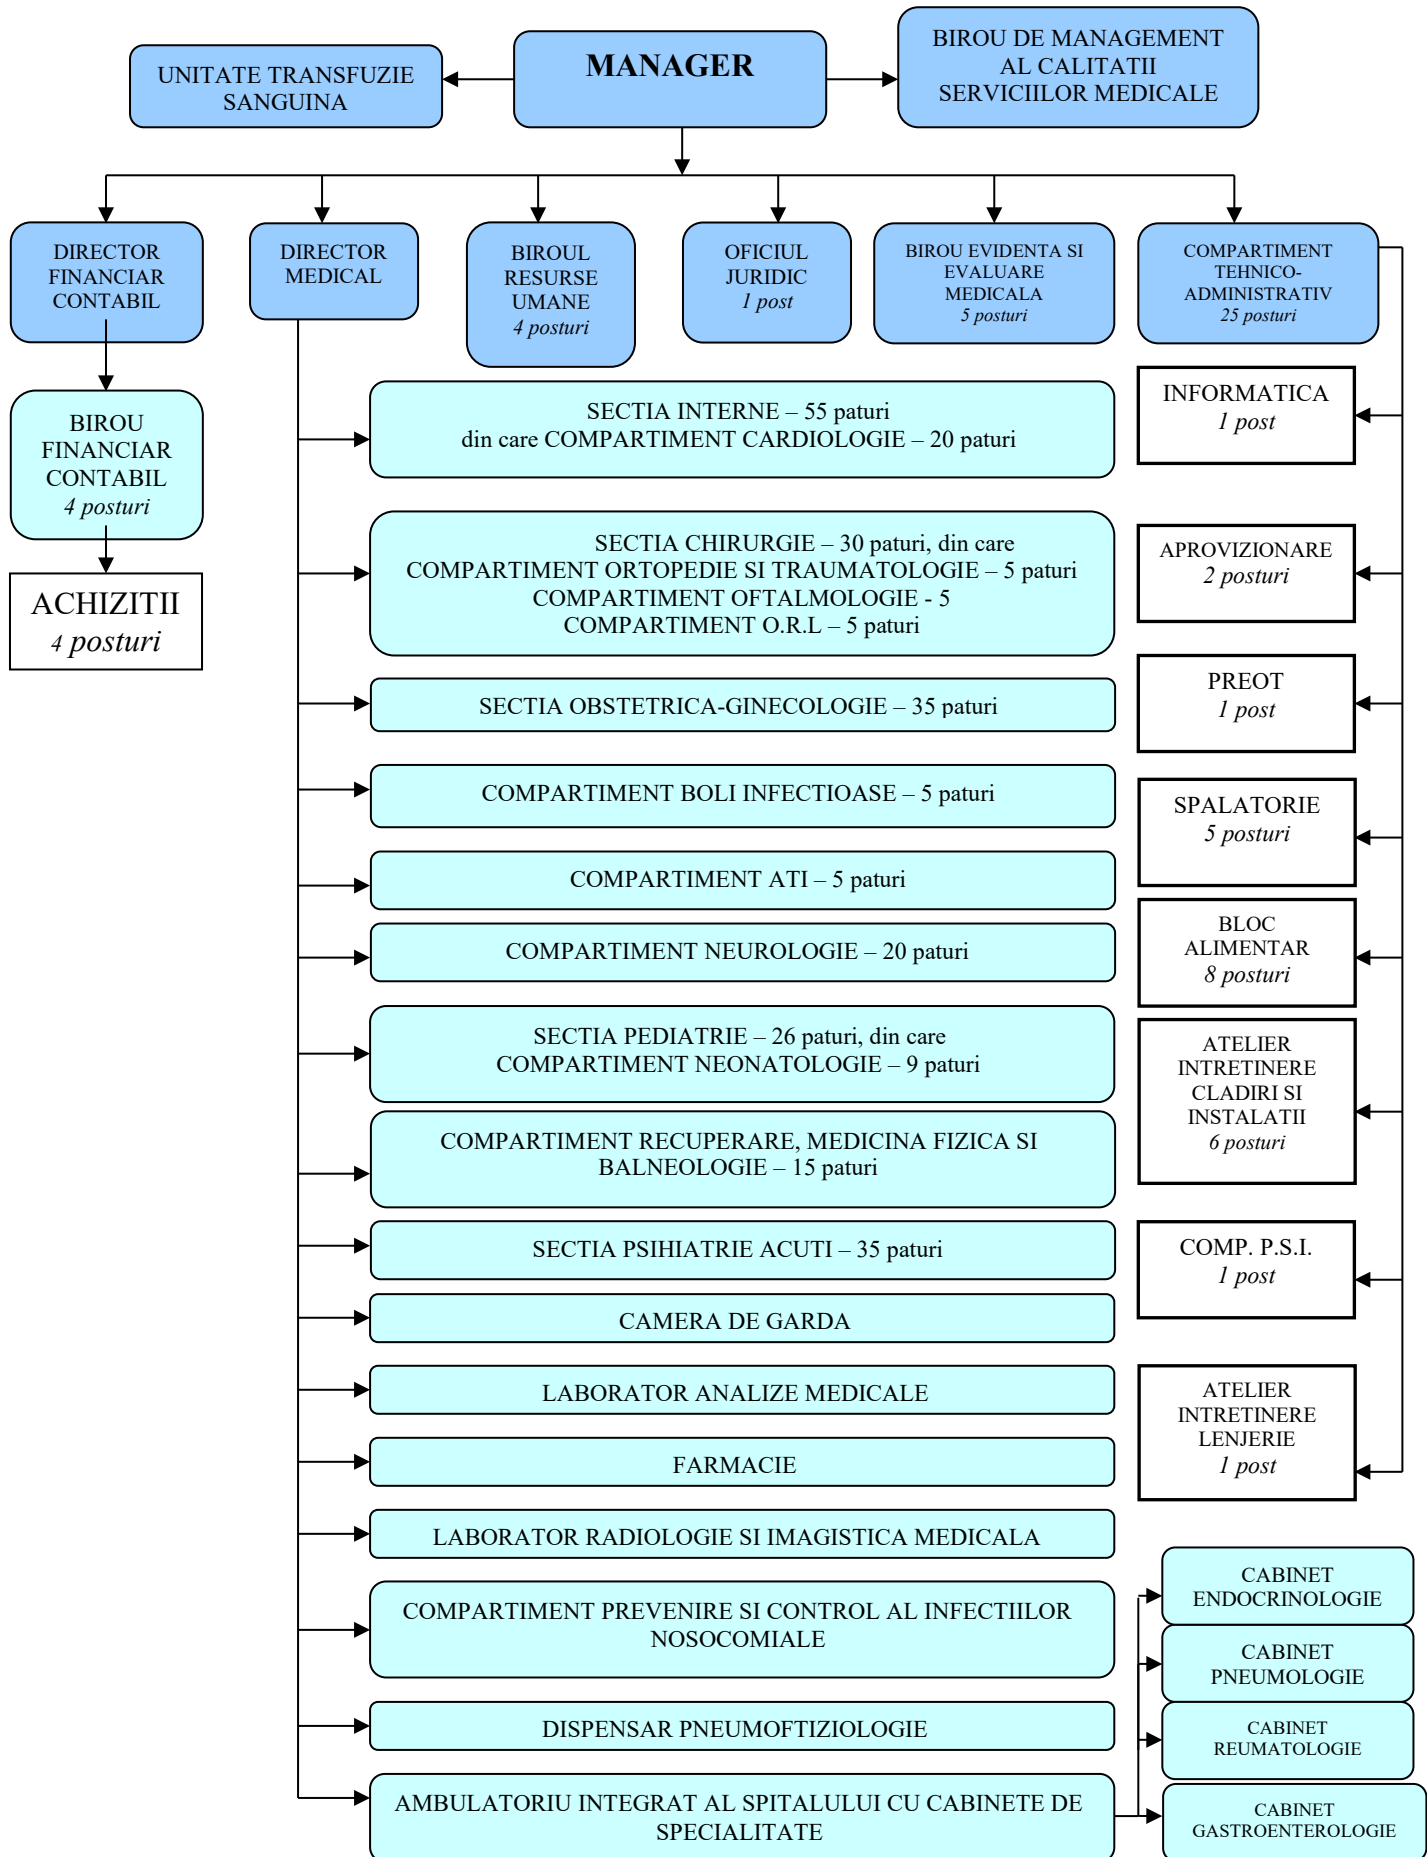 UNITATE TRANSFUZIE
SANGUINA
MANAGER
BIROU DE MANAGEMENT
AL CALITATII
SERVICIILOR MEDICALE
DIRECTOR
FINANCIAR
CONTABIL
DIRECTOR
MEDICAL
BIROUL
RESURSE
UMANE
4 posturi
OFICIUL
JURIDIC
1 post
BIROU EVIDENTA SI
EVALUARE
MEDICALA
5 posturi
COMPARTIMENT
TEHNICO-
ADMINISTRATIV
25 posturi
BIROU
FINANCIAR
CONTABIL
4 posturi
ACHIZITII
4 posturi
SECTIA INTERNE – 55 paturi
din care COMPARTIMENT CARDIOLOGIE – 20 paturi
SECTIA CHIRURGIE – 30 paturi, din care
COMPARTIMENT ORTOPEDIE SI TRAUMATOLOGIE – 5 paturi
COMPARTIMENT OFTALMOLOGIE - 5
COMPARTIMENT O.R.L – 5 paturi
SECTIA OBSTETRICA-GINECOLOGIE – 35 paturi
COMPARTIMENT BOLI INFECTIOASE – 5 paturi
COMPARTIMENT ATI – 5 paturi
COMPARTIMENT NEUROLOGIE – 20 paturi
SECTIA PEDIATRIE – 26 paturi, din care
COMPARTIMENT NEONATOLOGIE – 9 paturi
COMPARTIMENT RECUPERARE, MEDICINA FIZICA SI
BALNEOLOGIE – 15 paturi
SECTIA PSIHIATRIE ACUTI – 35 paturi
CAMERA DE GARDA
LABORATOR ANALIZE MEDICALE
FARMACIE
LABORATOR RADIOLOGIE SI IMAGISTICA MEDICALA
COMPARTIMENT PREVENIRE SI CONTROL AL INFECTIILOR
NOSOCOMIALE
DISPENSAR PNEUMOFTIZIOLOGIE
AMBULATORIU INTEGRAT AL SPITALULUI CU CABINETE DE
SPECIALITATE
INFORMATICA
1 post
APROVIZIONARE
2 posturi
PREOT
1 post
SPALATORIE
5 posturi
BLOC
ALIMENTAR
8 posturi
ATELIER
INTRETINERE
CLADIRI SI
INSTALATII
6 posturi
COMP. P.S.I.
1 post
ATELIER
INTRETINERE
LENJERIE
1 post
CABINET
ENDOCRINOLOGIE
CABINET
PNEUMOLOGIE
CABINET
REUMATOLOGIE
CABINET
GASTROENTEROLOGIE